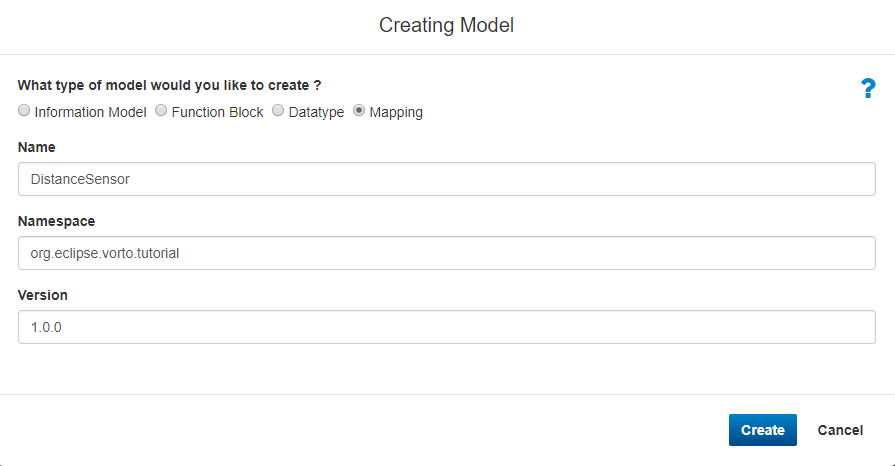 Creating Model
What type of model would you like to create ?
?
Information Model Function Block Datatype Mapping
Name
DistanceSensor
Namespace
org.eclipse.vorto.tutorial
Version
1.0.0
Create Cancel